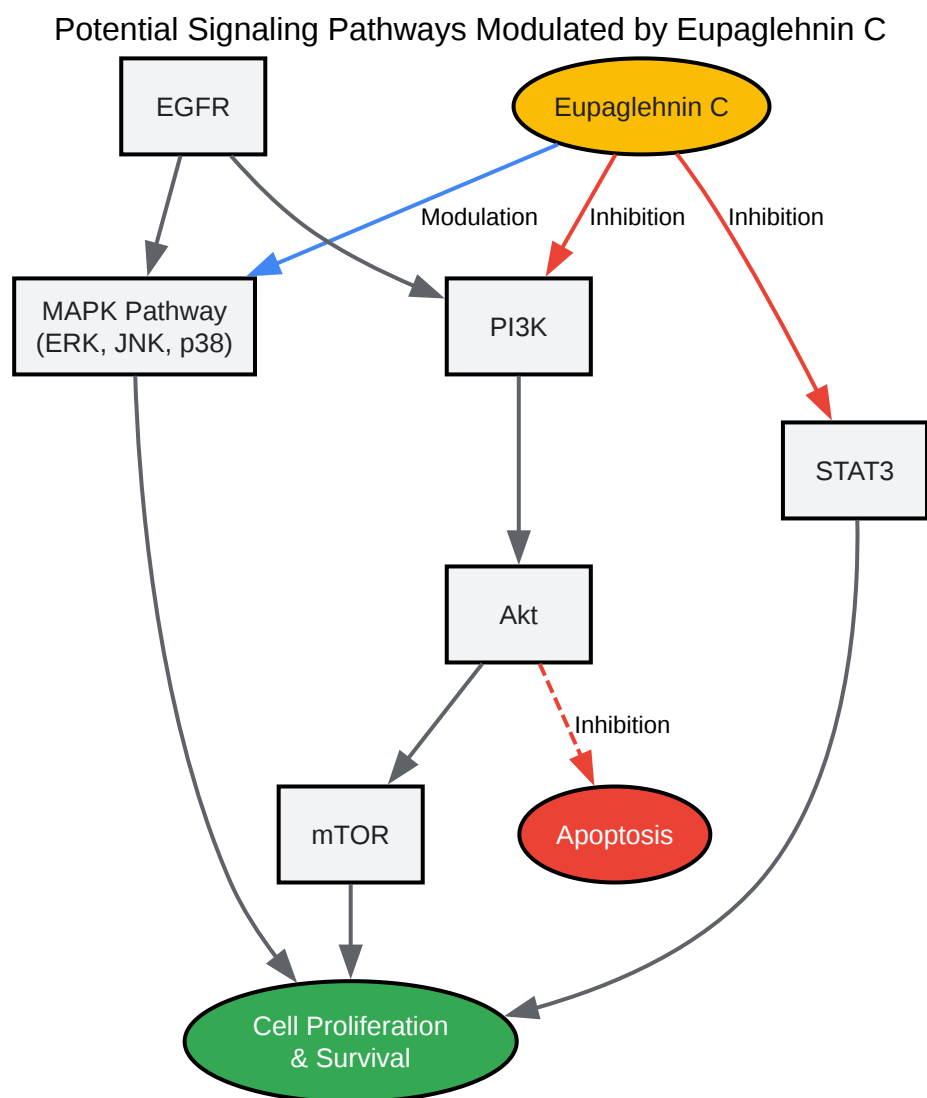 Potential Signaling Pathways Modulated by Eupaglehnin C
EGFR
Eupaglehnin C
Modulation
Inhibition
Inhibition
MAPK Pathway
(ERK, JNK, p38)
PI3K
STAT3
Akt
Inhibition
mTOR
Apoptosis
Cell Proliferation
& Survival